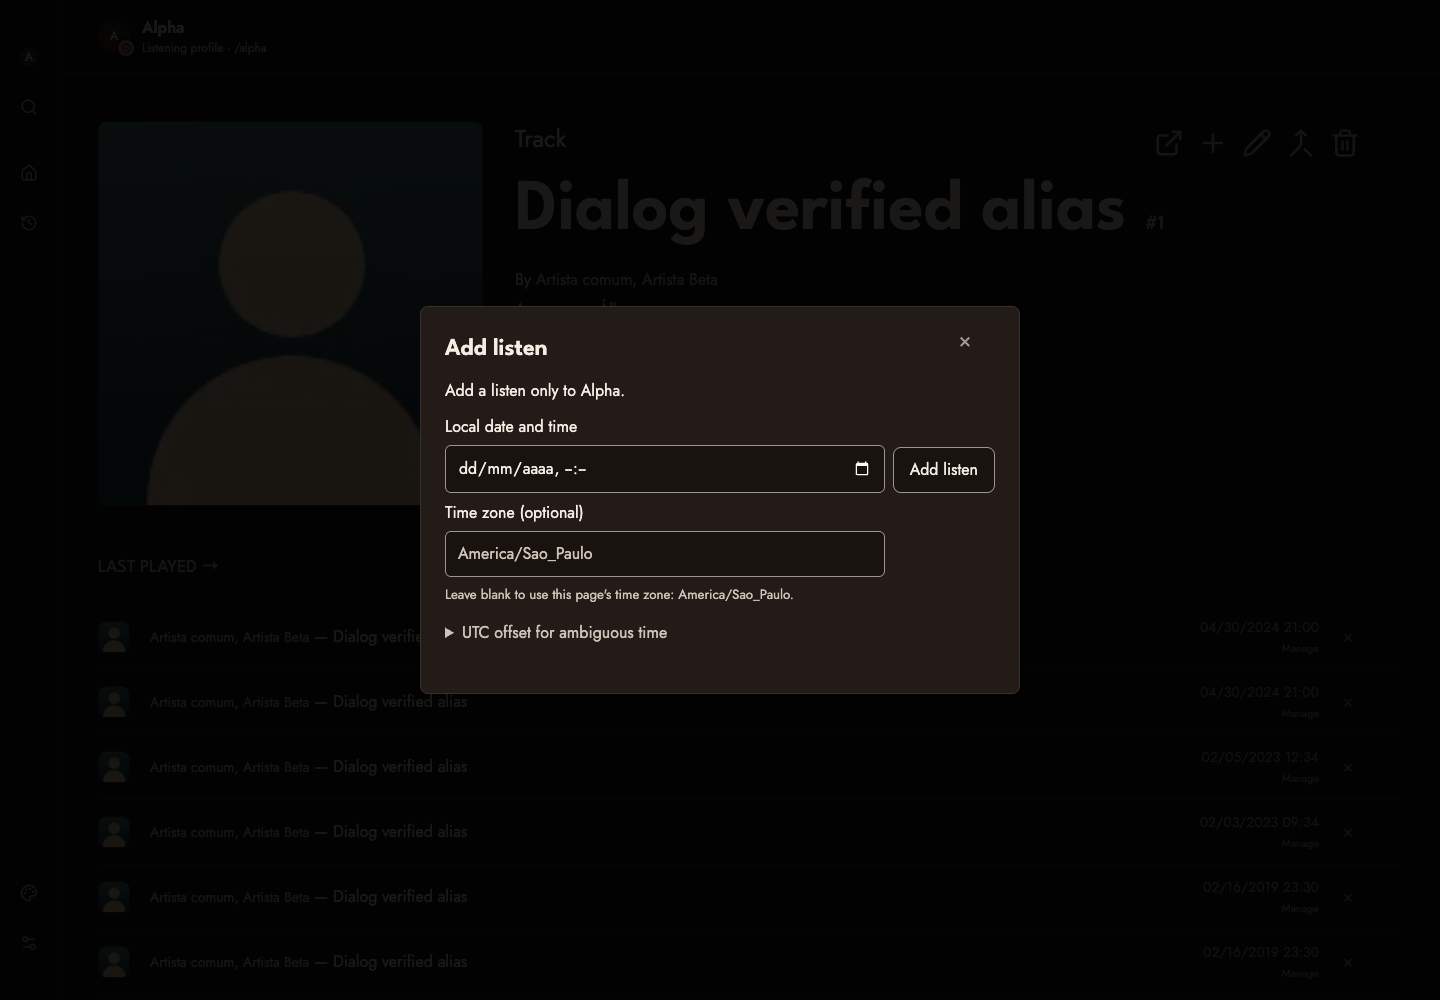 A
A
Alpha
Listening profile · /alpha
Track
Dialog verified alias #1
By Artista comum, Artista Beta
Add listen
×
Add a listen only to Alpha.
Local date and time
dd/mm/aaaa, --:--
Add listen
Time zone (optional)
America/Sao_Paulo
Leave blank to use this page's time zone: America/Sao_Paulo.
UTC offset for ambiguous time
LAST PLAYED →
Artista comum, Artista Beta — Dialog verifie
04/30/2024 21:00
Manage
×
Artista comum, Artista Beta — Dialog verified alias
04/30/2024 21:00
Manage
×
Artista comum, Artista Beta — Dialog verified alias
02/05/2023 12:34
Manage
×
Artista comum, Artista Beta — Dialog verified alias
02/03/2023 09:34
Manage
×
Artista comum, Artista Beta — Dialog verified alias
02/16/2019 23:30
Manage
×
Artista comum, Artista Beta — Dialog verified alias
02/16/2019 23:30
Manage
×